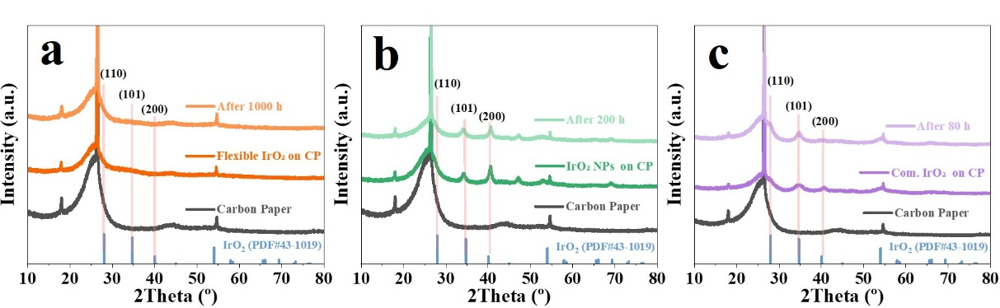 a
Intensity (a.u.)
(110)
(101)
(200)
After 1000 h
Flexible IrO₂ on CP
Carbon Paper
IrO₂ (PDF#43-1019)
10 20 30 40 50 60 70 80
2Theta (º)
b
Intensity (a.u.)
(110)
(101)
(200)
After 200 h
IrO₂ NPs on CP
Carbon Paper
IrO₂ (PDF#43-1019)
10 20 30 40 50 60 70 80
2Theta (º)
c
Intensity (a.u.)
(110)
(101)
(200)
After 80 h
Com. IrO₂ on CP
Carbon Paper
IrO₂ (PDF#43-1019)
10 20 30 40 50 60 70 80
2Theta (º)